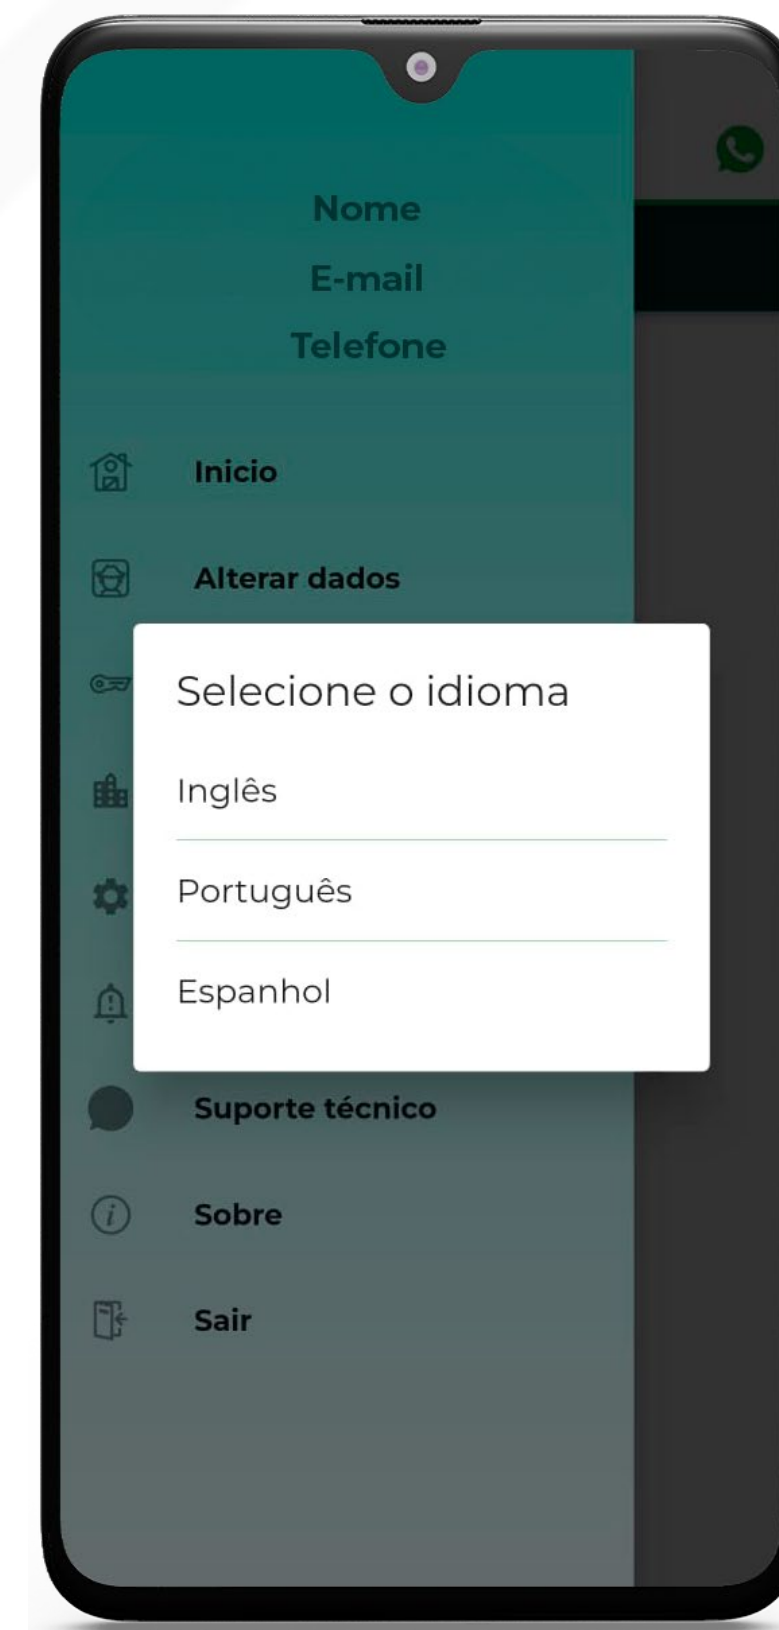 Nome
E-mail
Telefone
Inicio
Alterar dados
Selecione o idioma
Inglês
Português
Espanhol
Suporte técnico
Sobre
Sair